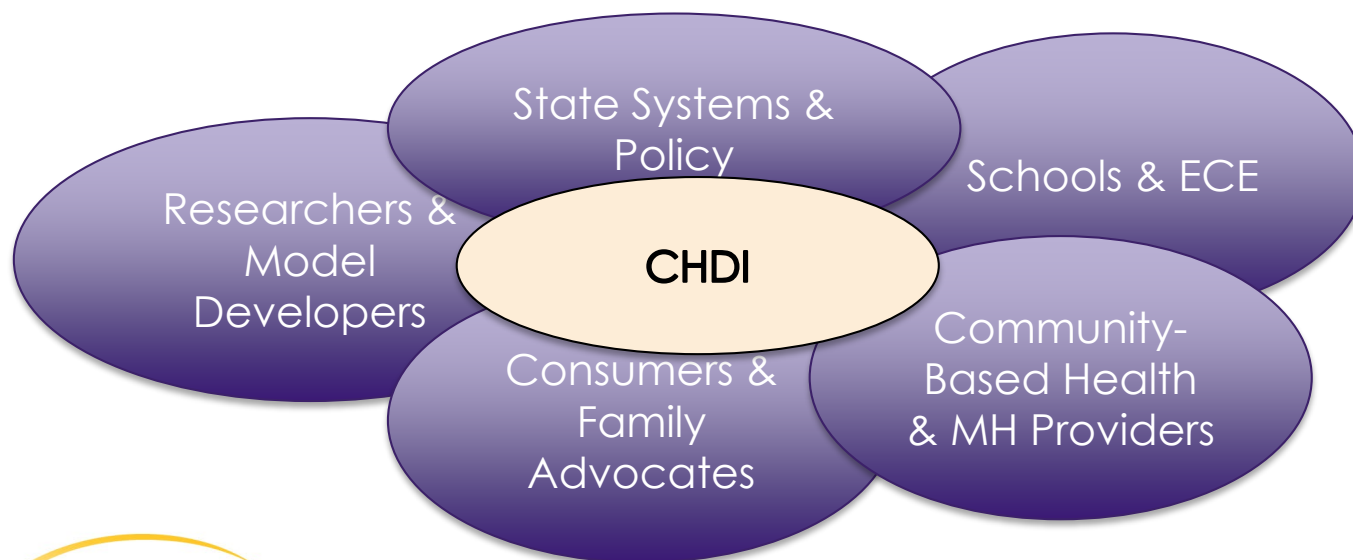 State Systems &
Policy
Schools & ECE
Researchers &
Model
Developers
CHDI
Community-
Based Health
& MH Providers
Consumers &
Family
Advocates